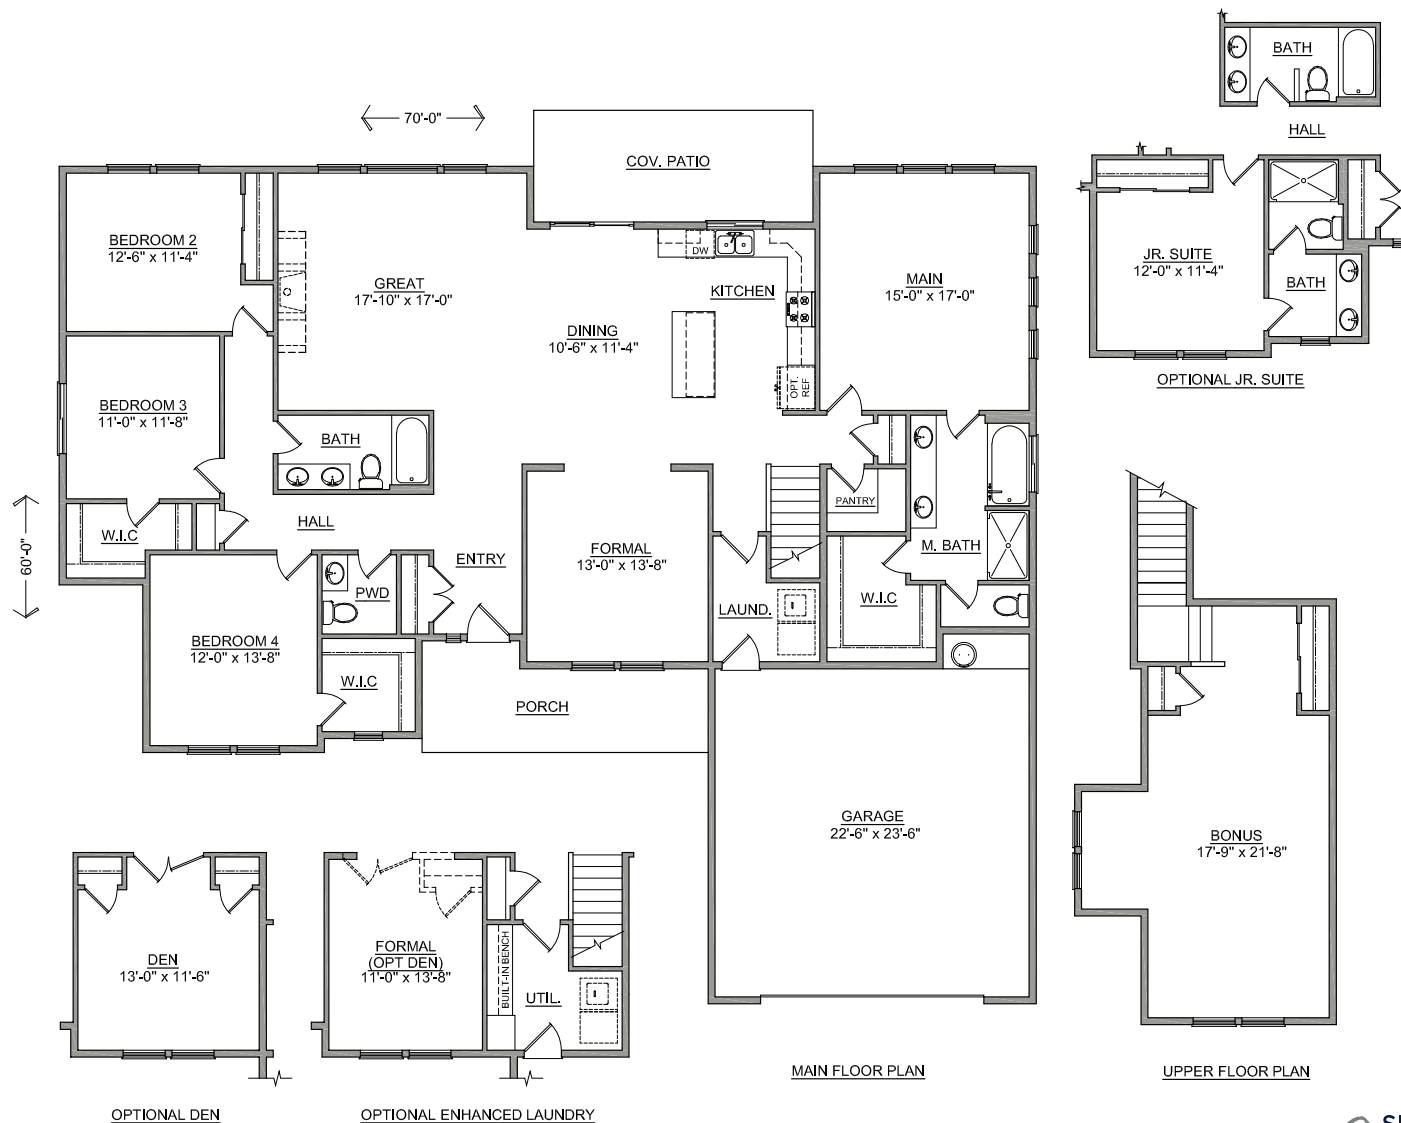 BATH
HALL
70'-0"
COV. PATIO
BEDROOM 2
12'-6" x 11'-4"
GREAT
17'-10" x 17'-0"
DINING
10'-6" x 11'-4"
KITCHEN
DW
OPT.
REF
MAIN
15'-0" x 17'-0"
JR. SUITE
12'-0" x 11'-4"
BATH
OPTIONAL JR. SUITE
BEDROOM 3
11'-0" x 11'-8"
BATH
W.I.C
HALL
60'-0"
ENTRY
PWD
FORMAL
13'-0" x 13'-8"
PANTRY
M. BATH
W.I.C
LAUND.
BEDROOM 4
12'-0" x 13'-8"
W.I.C
PORCH
GARAGE
22'-6" x 23'-6"
BONUS
17'-9" x 21'-8"
DEN
13'-0" x 11'-6"
FORMAL
(OPT DEN)
11'-0" x 13'-8"
BUILT-IN BENCH
UTIL.
MAIN FLOOR PLAN
UPPER FLOOR PLAN
OPTIONAL DEN
OPTIONAL ENHANCED LAUNDRY